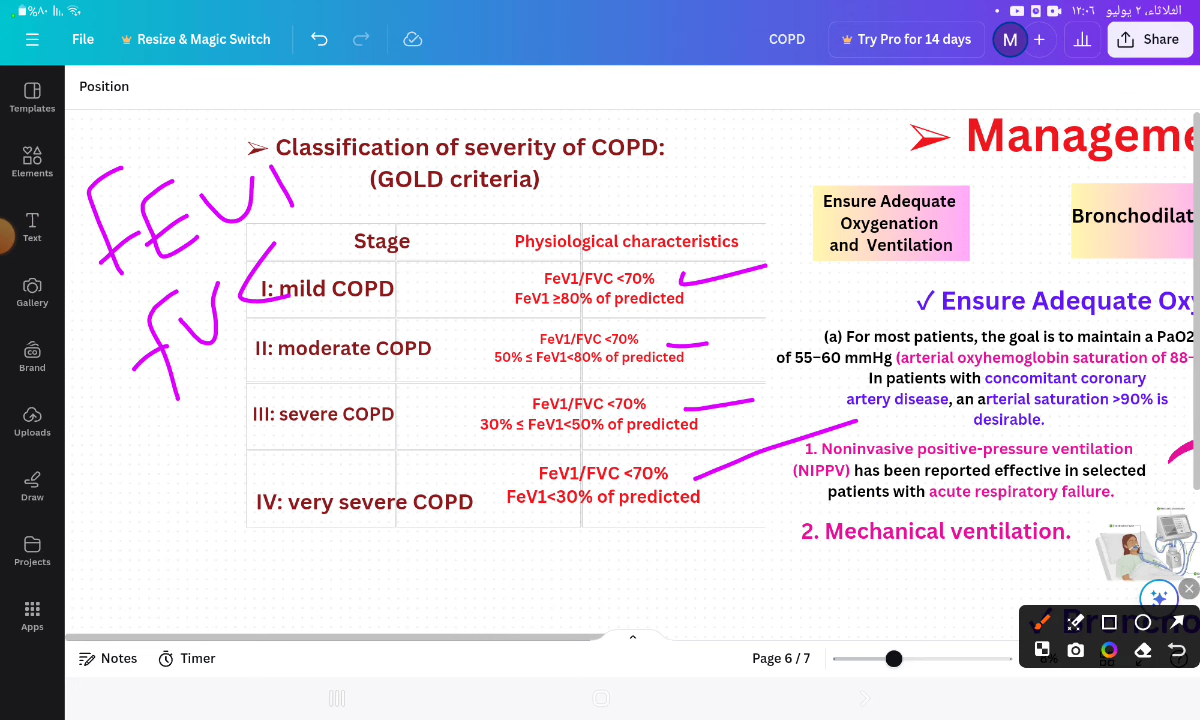 %٨٠
الثلاثاء، ٢ يوليو ١٢:٠٦
File
Resize & Magic Switch
COPD
Try Pro for 14 days
M
+
Share
Position
Templates
Elements
Text
Gallery
Brand
Uploads
Draw
Projects
Apps
➢ Classification of severity of COPD:
(GOLD criteria)
FEV1
FVC
Stage
Physiological characteristics
I: mild COPD
FeV1/FVC <70%
FeV1 ≥80% of predicted
II: moderate COPD
FeV1/FVC <70%
50% ≤ FeV1<80% of predicted
III: severe COPD
FeV1/FVC <70%
30% ≤ FeV1<50% of predicted
IV: very severe COPD
FeV1/FVC <70%
FeV1<30% of predicted
➢ Manageme
Ensure Adequate
Oxygenation
and Ventilation
Bronchodilat
✓ Ensure Adequate Oxy
(a) For most patients, the goal is to maintain a PaO2
of 55–60 mmHg (arterial oxyhemoglobin saturation of 88–
In patients with concomitant coronary
artery disease, an arterial saturation >90% is
desirable.
1. Noninvasive positive-pressure ventilation
(NIPPV) has been reported effective in selected
patients with acute respiratory failure.
2. Mechanical ventilation.
Notes
Timer
Page 6 / 7